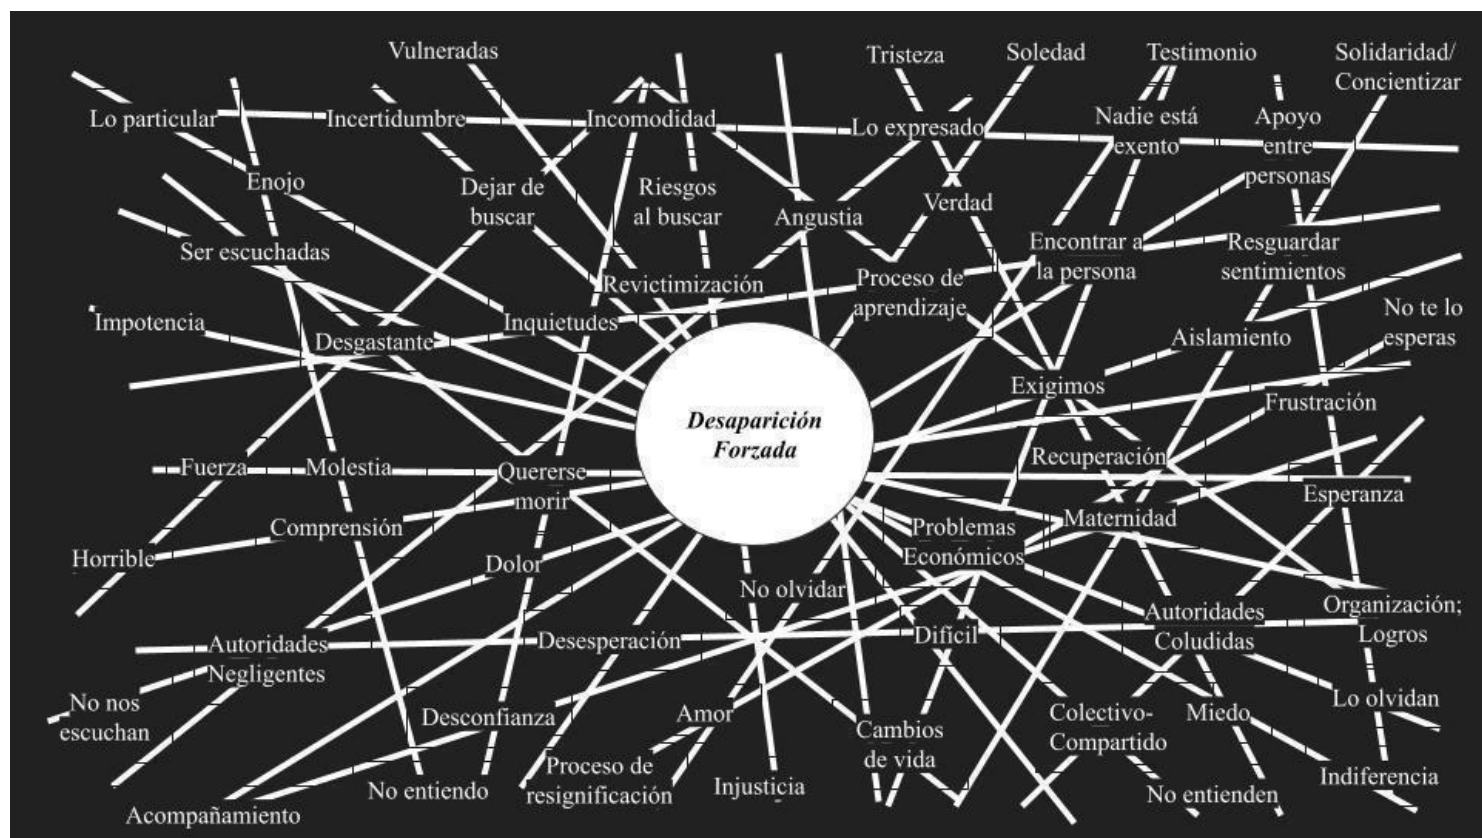 Vulneradas
Tristeza
Soledad
Testimonio
Solidaridad/
Concientizar
Lo particular
Incertidumbre
Incomodidad
Lo expresado
Nadie está
exento
Apoyo
entre
personas
Enojo
Dejar de
buscar
Riesgos
al buscar
Angustia
Verdad
Ser escuchadas
Revictimización
Proceso de
aprendizaje
Encontrar a
la persona
Resguardar
sentimientos
Impotencia
Desgastante
Inquietudes
Aislamiento
No te lo
esperas
Desaparición
Forzada
Exigimos
Frustración
Fuerza
Molestia
Quererse
morir
Recuperación
Esperanza
Horrible
Comprensión
Dolor
Problemas
Económicos
Maternidad
No olvidar
Autoridades
Negligentes
Desesperación
Difícil
Autoridades
Coludidas
Organización;
Logros
No nos
escuchan
Desconfianza
Amor
Cambios
de vida
Colectivo-
Compartido
Miedo
Lo olvidan
Acompañamiento
No entiendo
Proceso de
resignificación
Injusticia
No entienden
Indiferencia